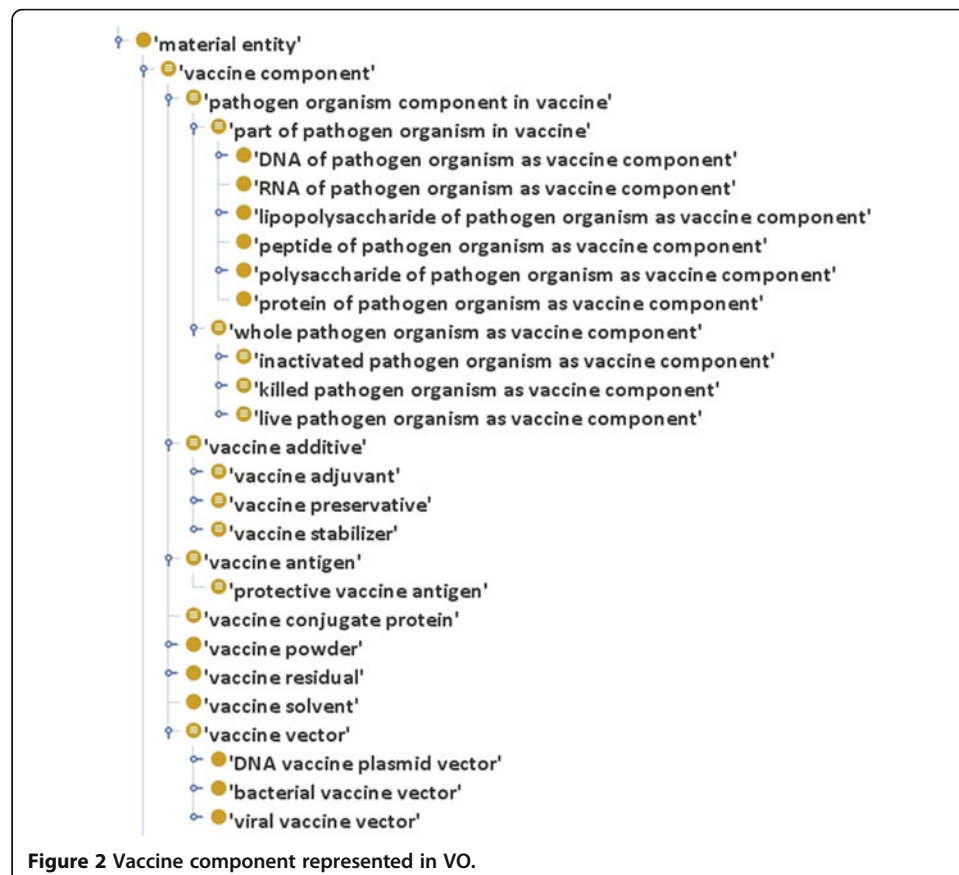 'material entity'
'vaccine component'
'pathogen organism component in vaccine'
'part of pathogen organism in vaccine'
'DNA of pathogen organism as vaccine component'
'RNA of pathogen organism as vaccine component'
'lipopolysaccharide of pathogen organism as vaccine component'
'peptide of pathogen organism as vaccine component'
'polysaccharide of pathogen organism as vaccine component'
'protein of pathogen organism as vaccine component'
'whole pathogen organism as vaccine component'
'inactivated pathogen organism as vaccine component'
'killed pathogen organism as vaccine component'
'live pathogen organism as vaccine component'
'vaccine additive'
'vaccine adjuvant'
'vaccine preservative'
'vaccine stabilizer'
'vaccine antigen'
'protective vaccine antigen'
'vaccine conjugate protein'
'vaccine powder'
'vaccine residual'
'vaccine solvent'
'vaccine vector'
'DNA vaccine plasmid vector'
'bacterial vaccine vector'
'viral vaccine vector'
Figure 2 Vaccine component represented in VO.